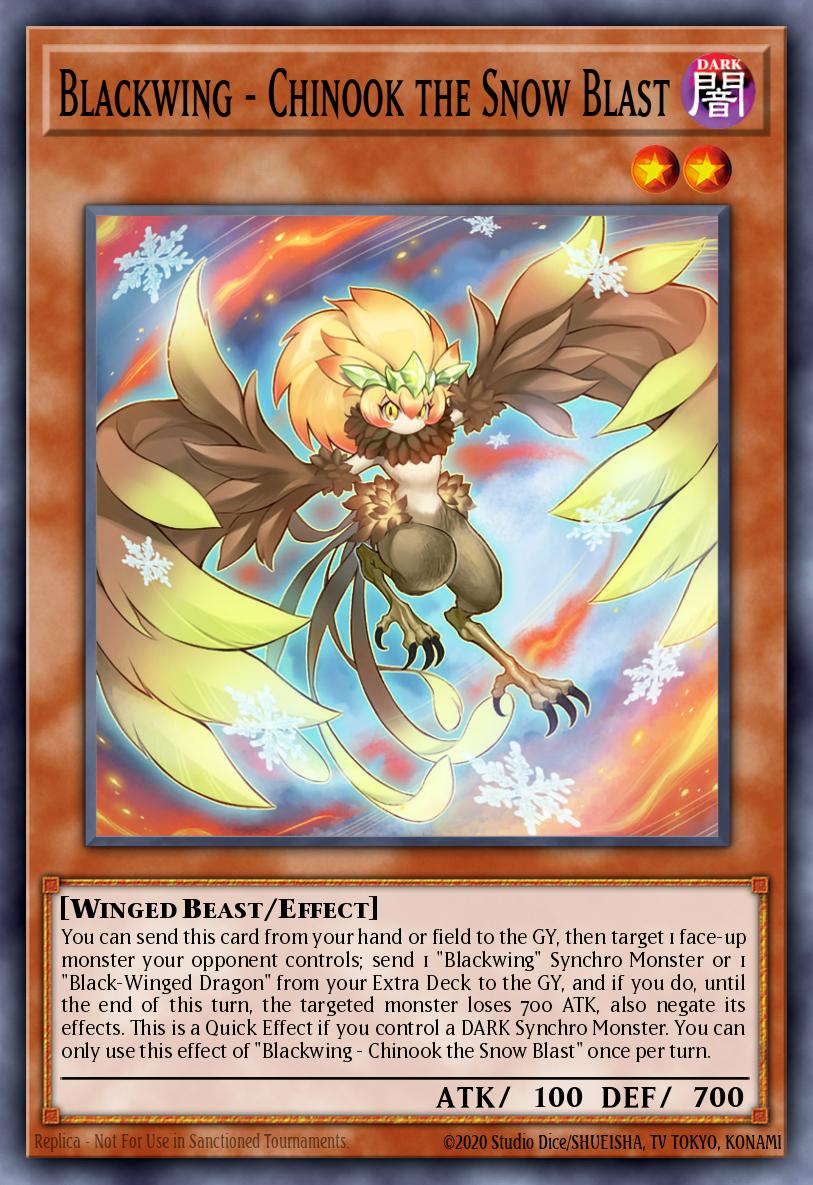 Blackwing - Chinook the Snow Blast
DARK
闇
[Winged Beast/Effect]
You can send this card from your hand or field to the GY, then target 1 face-up
monster your opponent controls; send 1 "Blackwing" Synchro Monster or 1
"Black-Winged Dragon" from your Extra Deck to the GY, and if you do, until
the end of this turn, the targeted monster loses 700 ATK, also negate its
effects. This is a Quick Effect if you control a DARK Synchro Monster. You can
only use this effect of "Blackwing - Chinook the Snow Blast" once per turn.
ATK/ 100 DEF/ 700
Replica - Not For Use in Sanctioned Tournaments.
©2020 Studio Dice/SHUEISHA, TV TOKYO, KONAMI